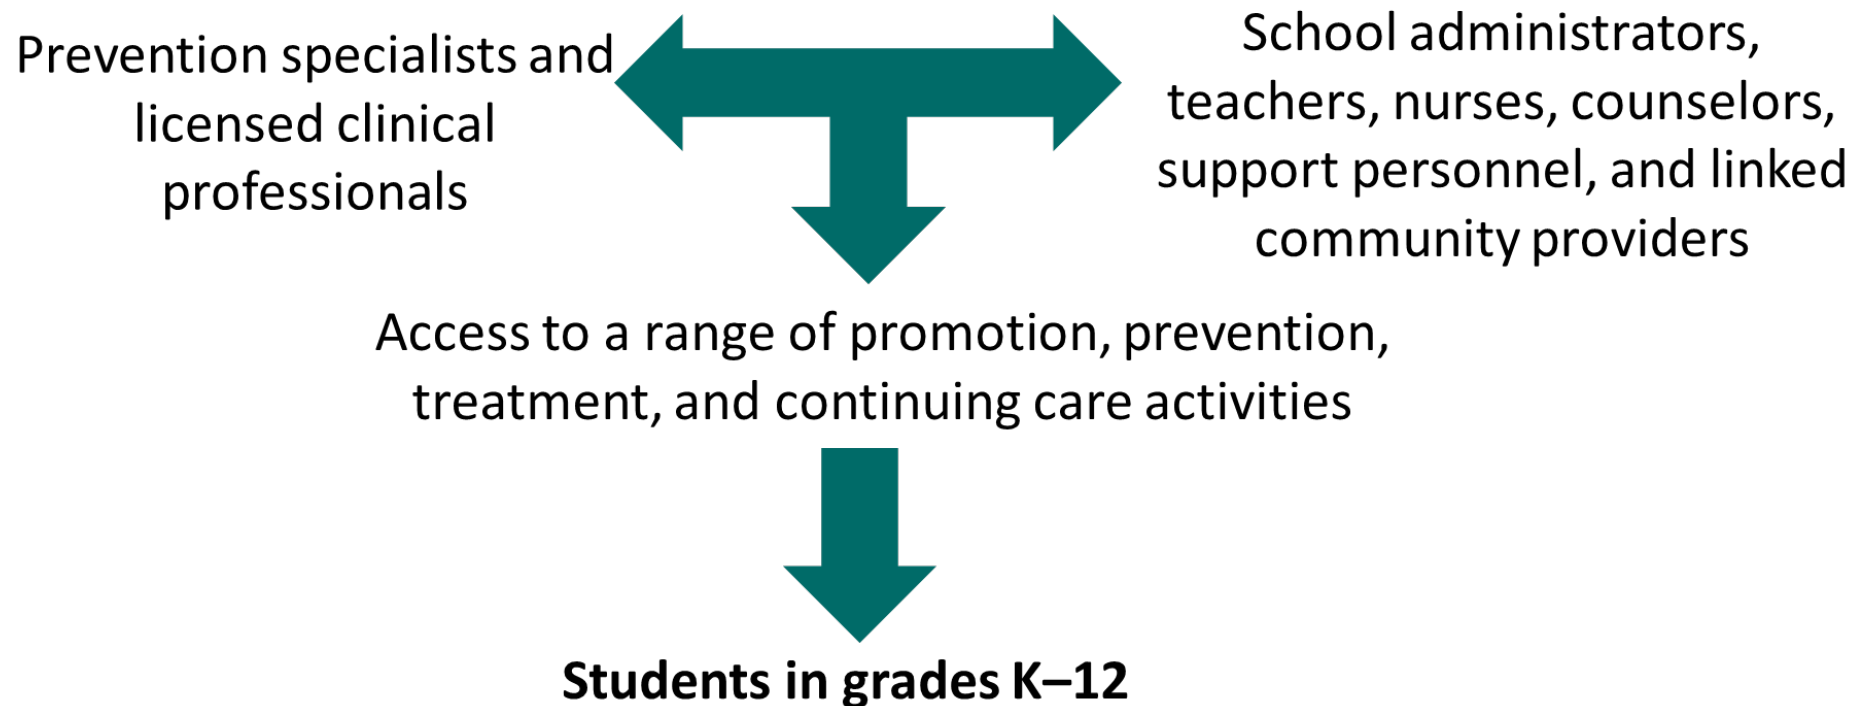 Prevention specialists and
licensed clinical
professionals
School administrators,
teachers, nurses, counselors,
support personnel, and linked
community providers
Access to a range of promotion, prevention,
treatment, and continuing care activities
Students in grades K–12